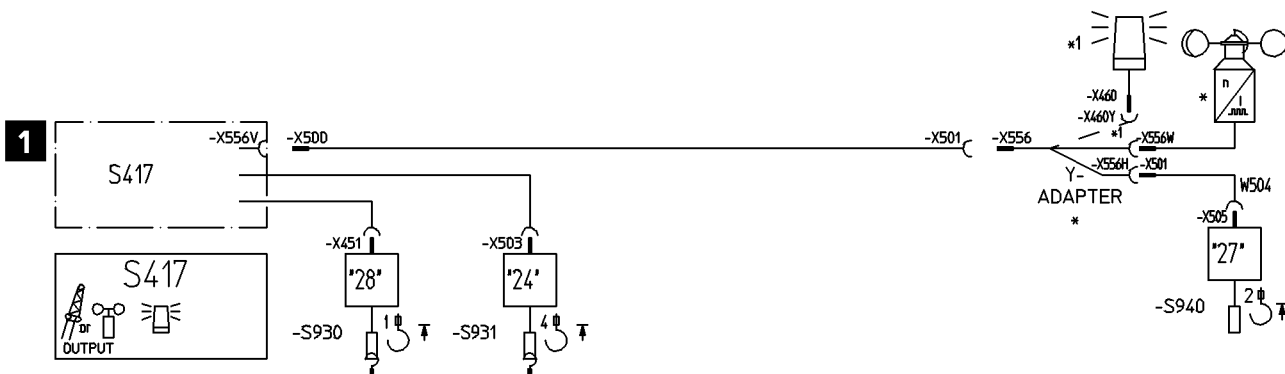 *1
n
*
-X460
-X460Y
*1
1
-X556V
-X500
-X501
-X556
-X556W
S417
-X556H
-X501
Y-
ADAPTER
*
W504
-X451
-X503
-X505
"28"
"24"
"27"
S417
OUTPUT
-S930
1
-S931
4
-S940
2